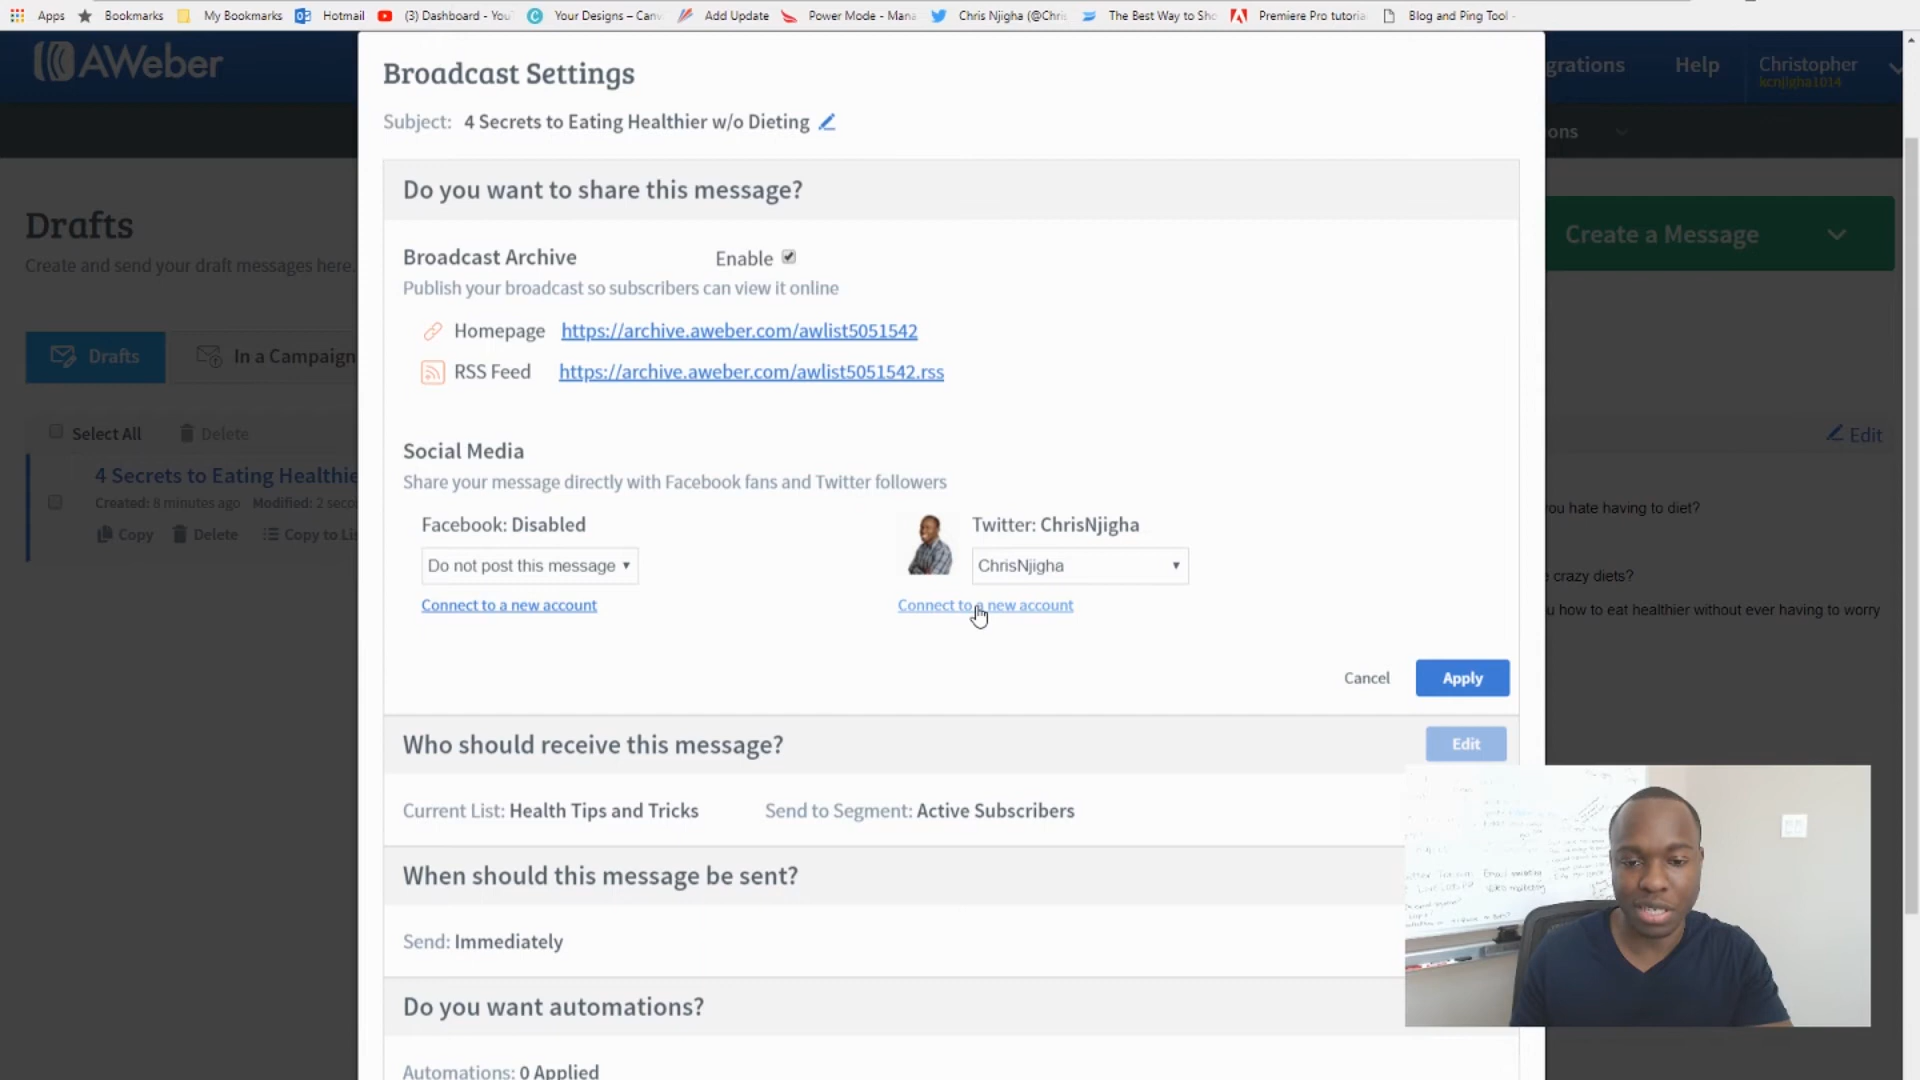 Apps Bookmarks My Bookmarks Hotmail (3) Dashboard - You Your Designs – Canv Add Update Power Mode - Mana Chris Njigha (@Chri The Best Way to Sho Premiere Pro tutoria Blog and Ping Tool -
AWeber
grations Help Christopher
kcnjigha1014
ons
Broadcast Settings
Subject: 4 Secrets to Eating Healthier w/o Dieting
Do you want to share this message?
Drafts
Create and send your draft messages here.
Create a Message
Broadcast Archive Enable
Publish your broadcast so subscribers can view it online
Homepage https://archive.aweber.com/awlist5051542
RSS Feed https://archive.aweber.com/awlist5051542.rss
Drafts In a Campaign
Select All Delete
Edit
4 Secrets to Eating Healthie
Created: 8 minutes ago Modified: 2 seco
Copy Delete Copy to Lis
Social Media
Share your message directly with Facebook fans and Twitter followers
Facebook: Disabled Twitter: ChrisNjigha
Do not post this message ChrisNjigha
Connect to a new account Connect to a new account
ou hate having to diet?
crazy diets?
u how to eat healthier without ever having to worry
Cancel Apply
Who should receive this message? Edit
Current List: Health Tips and Tricks Send to Segment: Active Subscribers
When should this message be sent?
Send: Immediately
Do you want automations?
Automations: 0 Applied
Email marketing
Video marketing